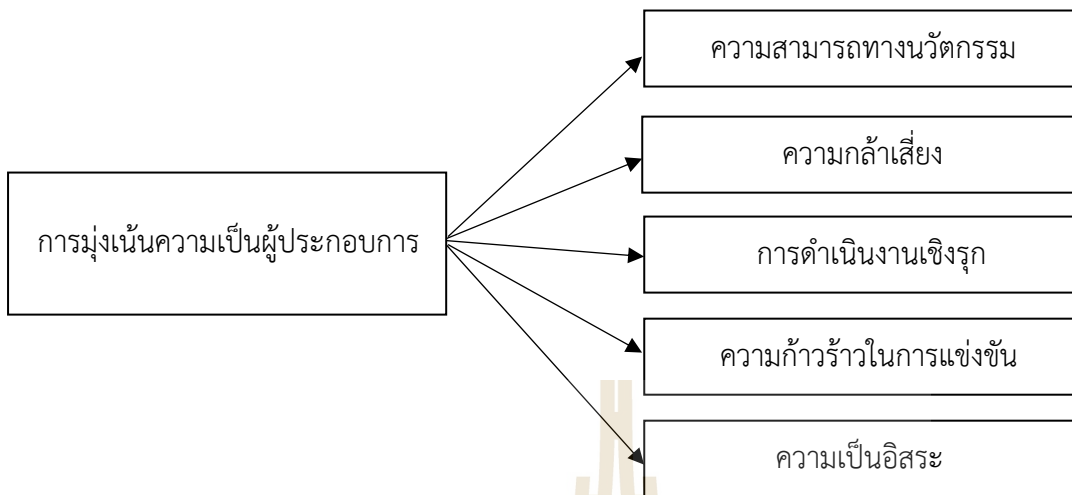 ความสามารถทางนวัตกรรม
ความกล้าเสี่ยง
การมุ่งเน้นความเป็นผู้ประกอบการ
การดำเนินงานเชิงรุก
ความก้าวร้าวในการแข่งขัน
ความเป็นอิสระ